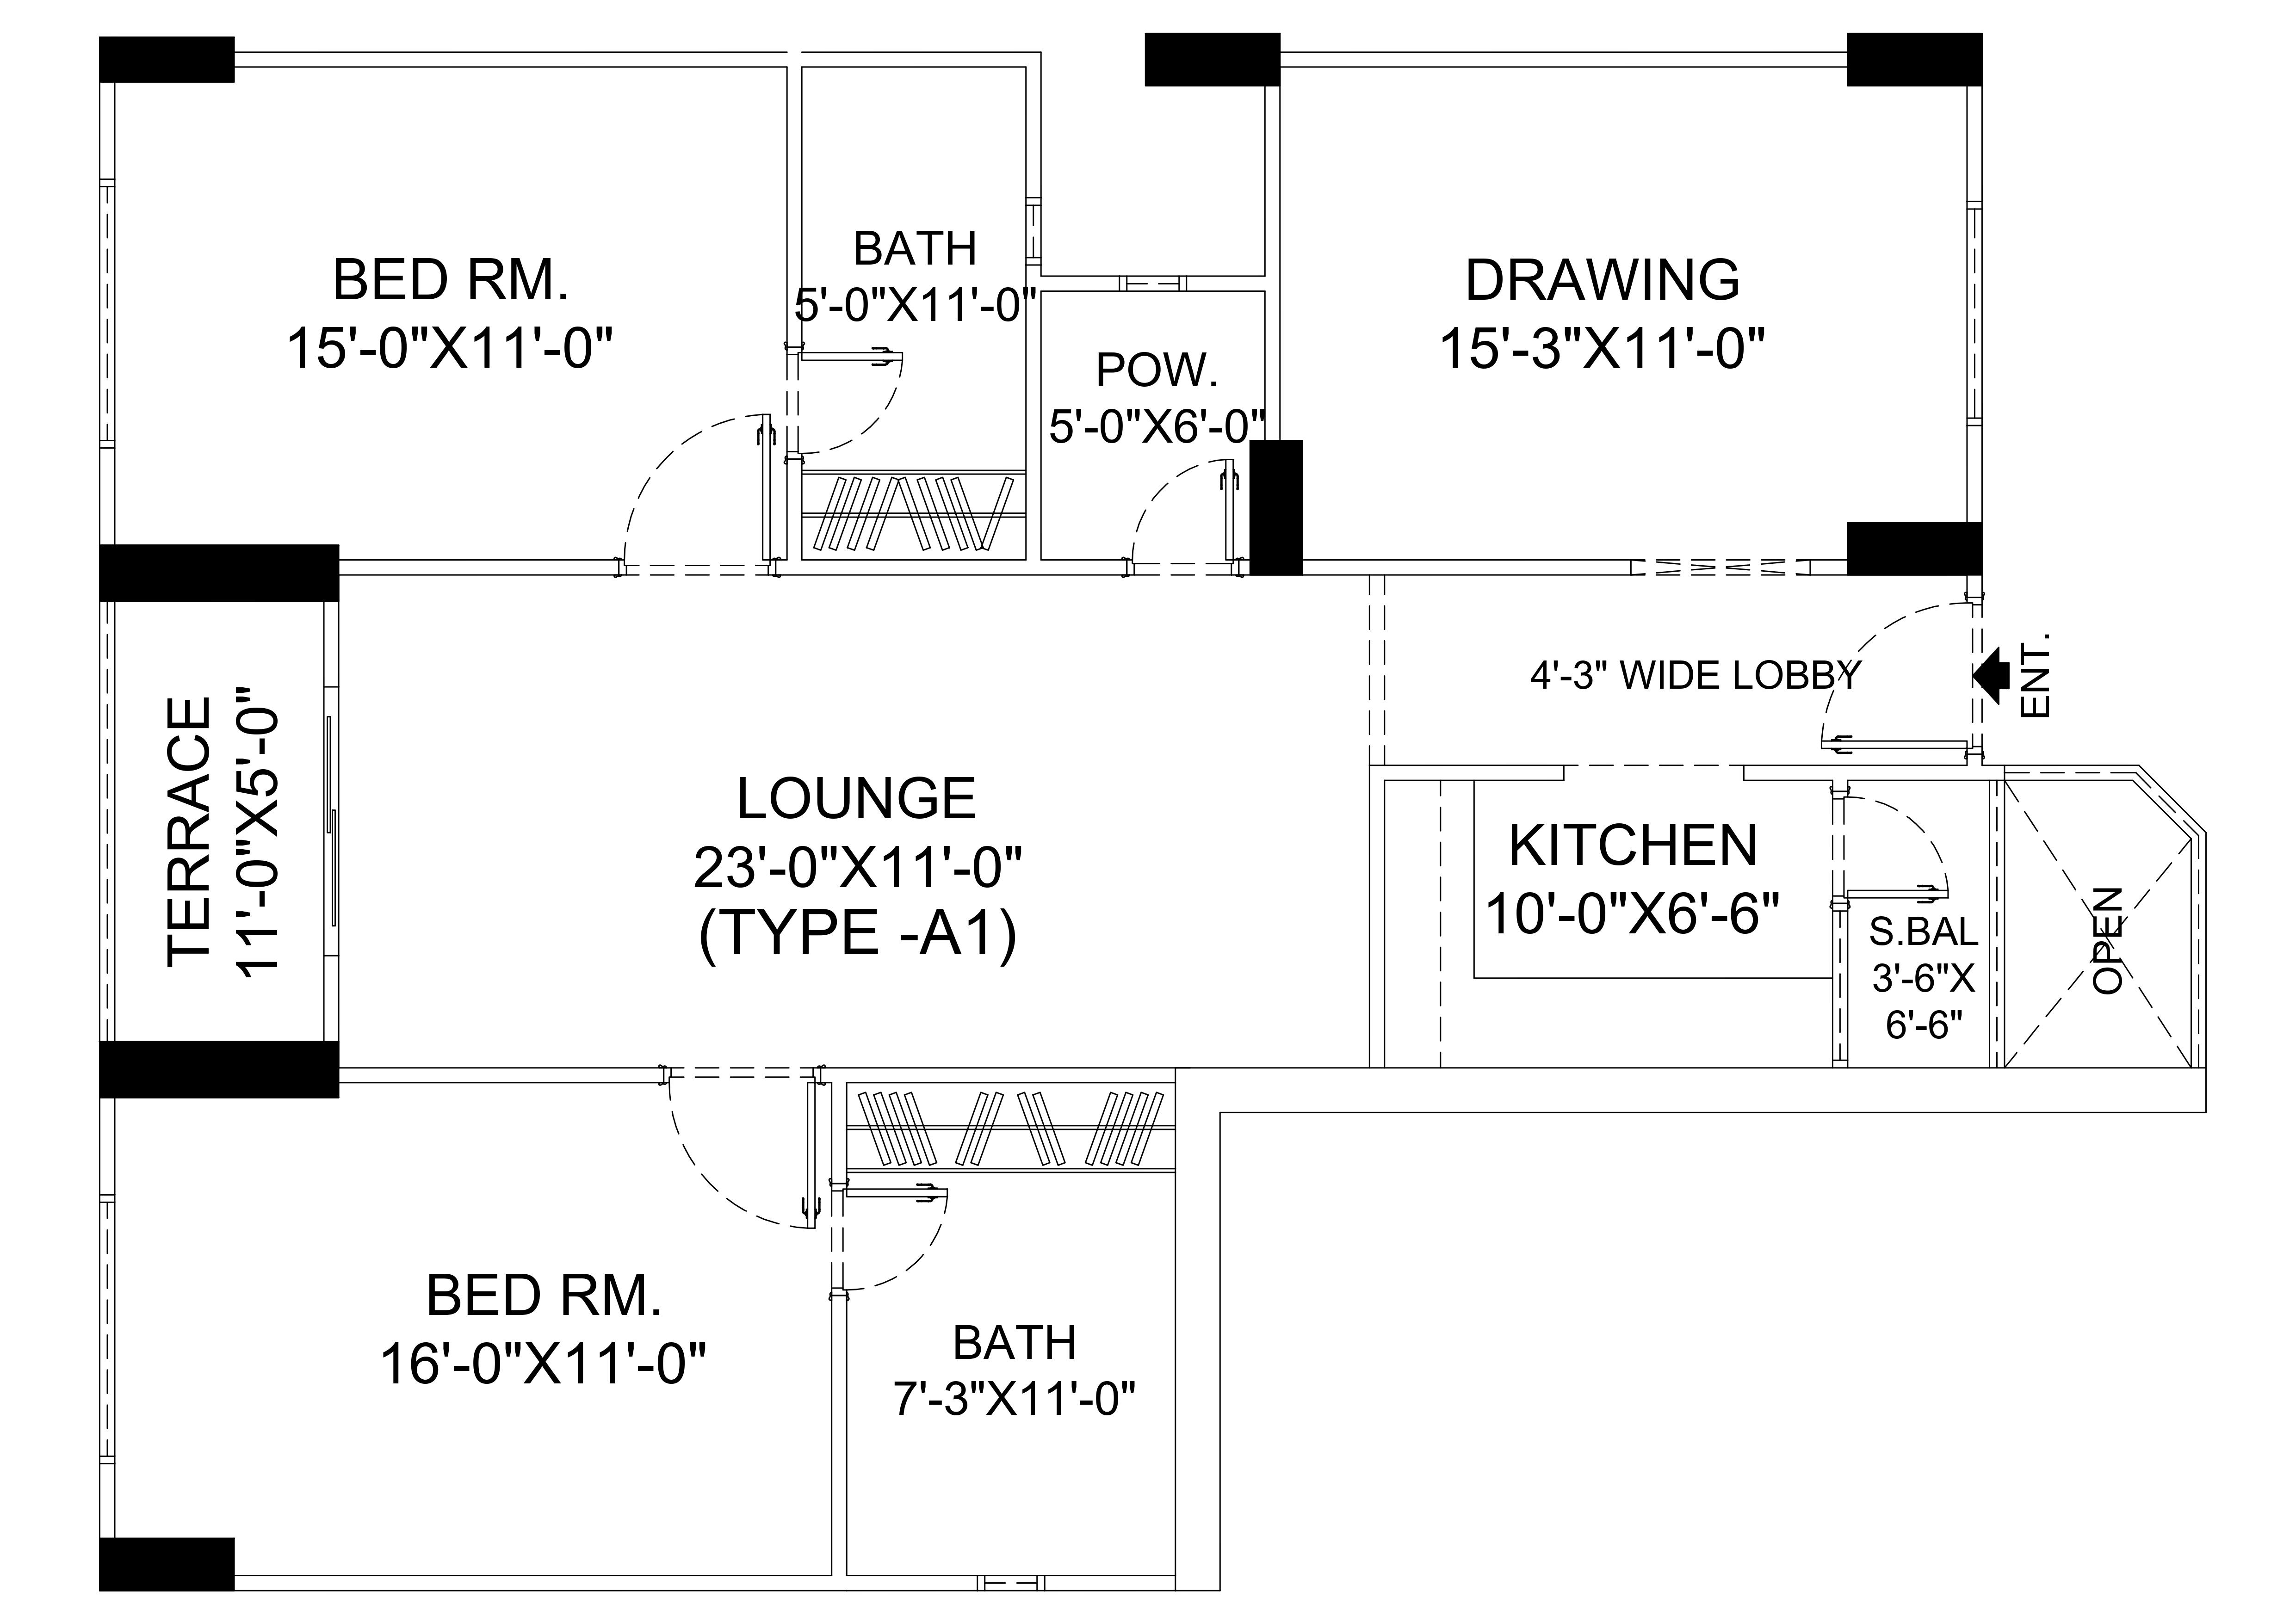 BED RM.
15'-0"X11'-0"
BATH
5'-0"X11'-0"
POW.
5'-0"X6'-0"
DRAWING
15'-3"X11'-0"
4'-3" WIDE LOBBY
ENT.
TERRACE
11'-0"X5'-0"
LOUNGE
23'-0"X11'-0"
(TYPE -A1)
KITCHEN
10'-0"X6'-6"
S.BAL
3'-6"X
6'-6"
OPEN
BED RM.
16'-0"X11'-0"
BATH
7'-3"X11'-0"